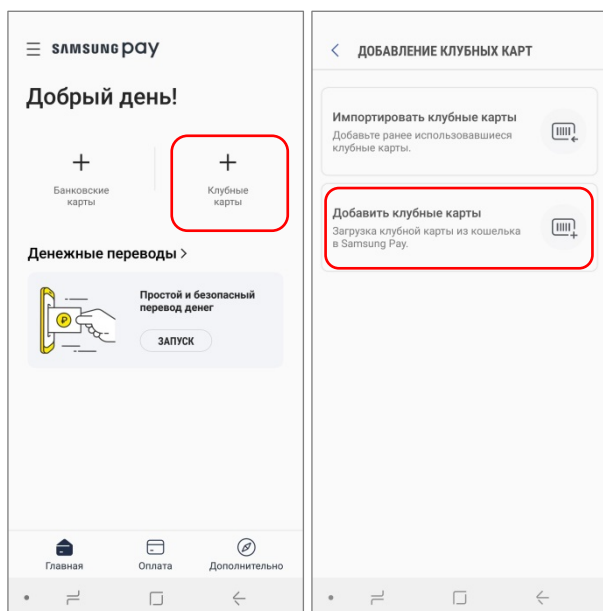 SAMSUNG pay
Добрый день!
Банковские
карты
Клубные
карты
Денежные переводы >
Простой и безопасный
перевод денег
₽
ЗАПУСК
Главная
Оплата
Дополнительно
ДОБАВЛЕНИЕ КЛУБНЫХ КАРТ
Импортировать клубные карты
Добавьте ранее использовавшиеся
клубные карты.
Добавить клубные карты
Загрузка клубной карты из кошелька
в Samsung Pay.